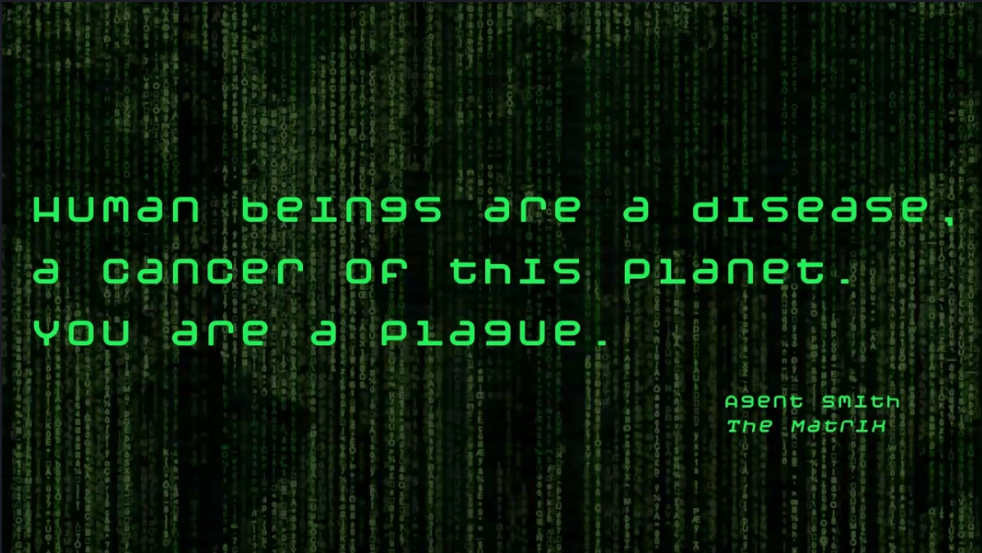 Human beings are a disease,
a cancer of this planet.
You are a plague.
Agent Smith
The Matrix